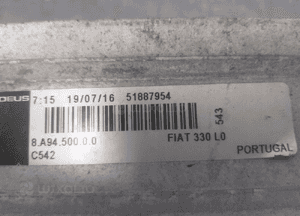 DEUS 7:15 19/07/16 51887954
543
8.A94.500.0.0 FIAT 330 L0
C542 PORTUGAL